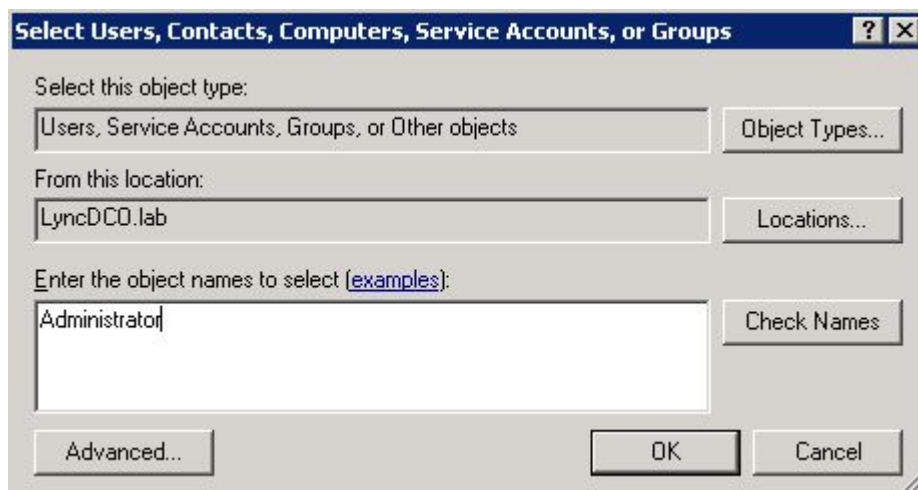 Select Users, Contacts, Computers, Service Accounts, or Groups
Select this object type:
Users, Service Accounts, Groups, or Other objects
Object Types...
From this location:
LyncDCO.lab
Locations...
Enter the object names to select (examples):
Administrator
Check Names
Advanced...
OK
Cancel